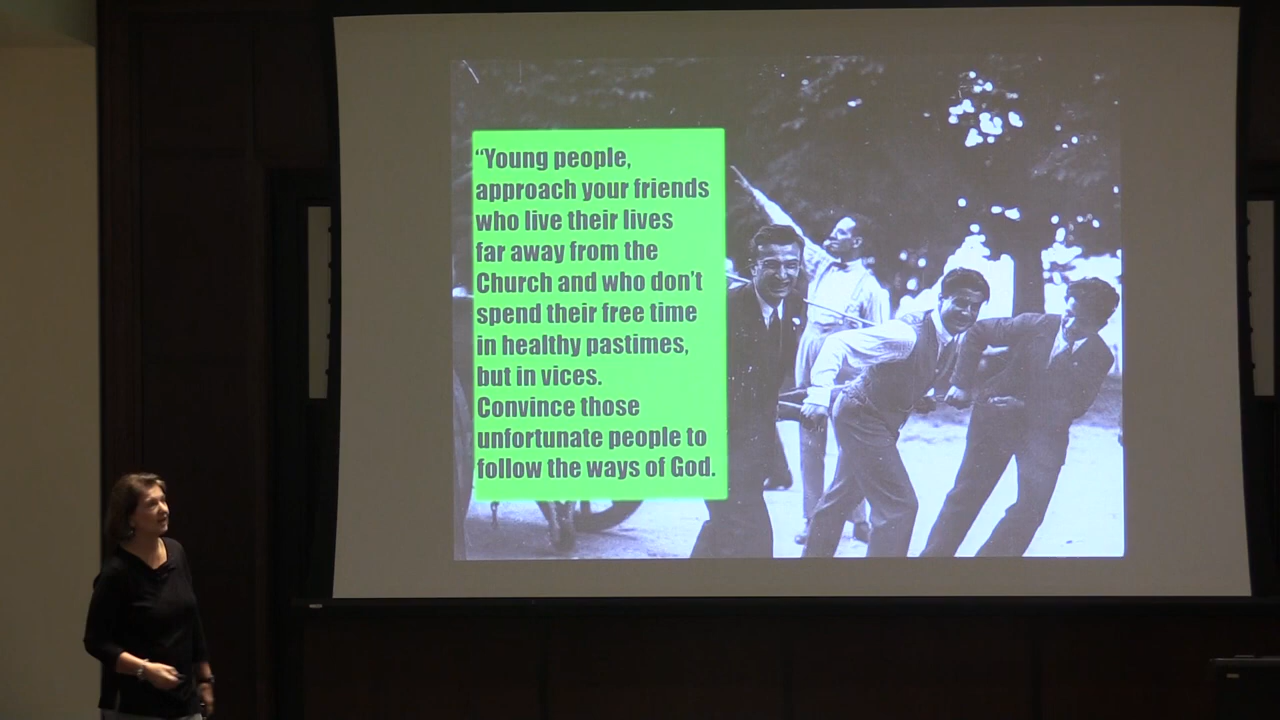 “Young people,
approach your friends
who live their lives
far away from the
Church and who don’t
spend their free time
in healthy pastimes,
but in vices.
Convince those
unfortunate people to
follow the ways of God.